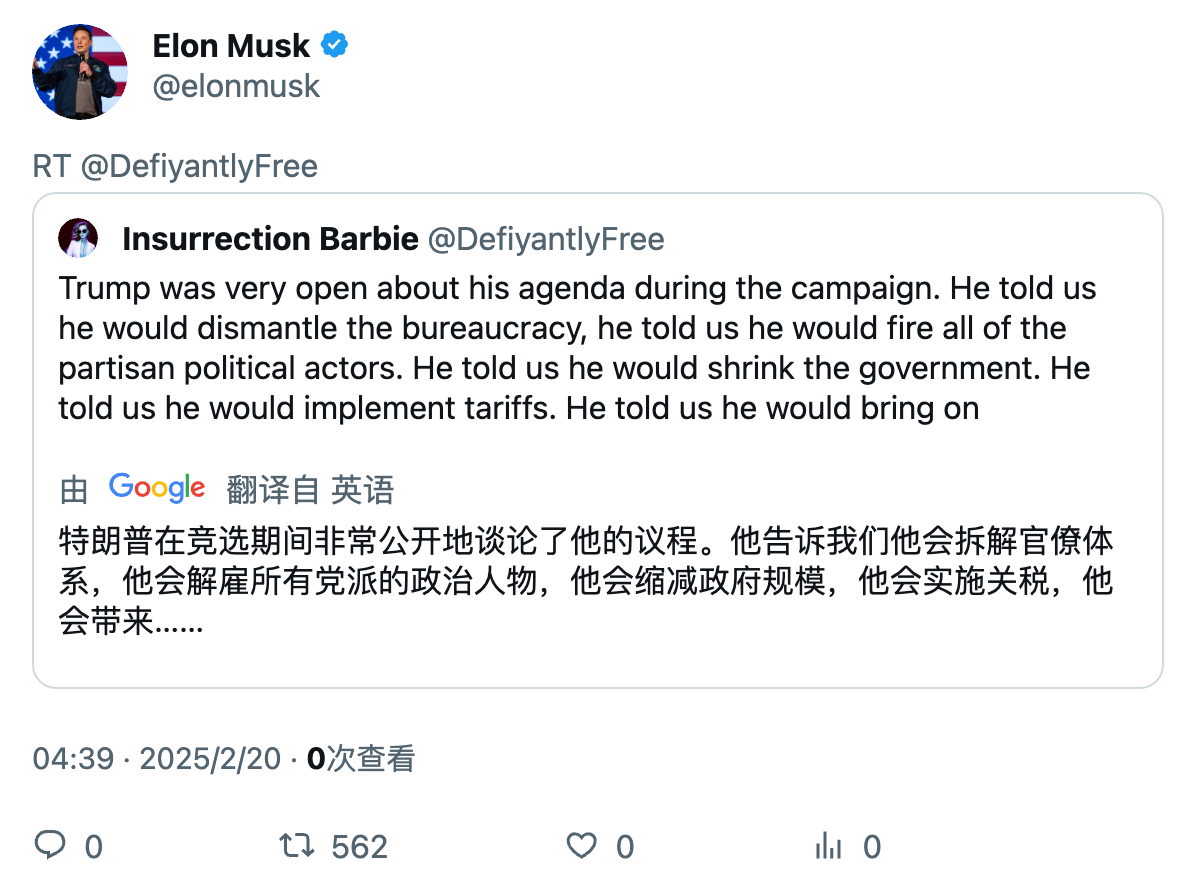 Elon Musk
@elonmusk
RT @DefiyantlyFree
Insurrection Barbie @DefiyantlyFree
Trump was very open about his agenda during the campaign. He told us
he would dismantle the bureaucracy, he told us he would fire all of the
partisan political actors. He told us he would shrink the government. He
told us he would implement tariffs. He told us he would bring on
由 Google 翻译自 英语
特朗普在竞选期间非常公开地谈论了他的议程。他告诉我们他会拆解官僚体
系，他会解雇所有党派的政治人物，他会缩减政府规模，他会实施关税，他
会带来……
04:39 · 2025/2/20 · 0次查看
0 562 0 0